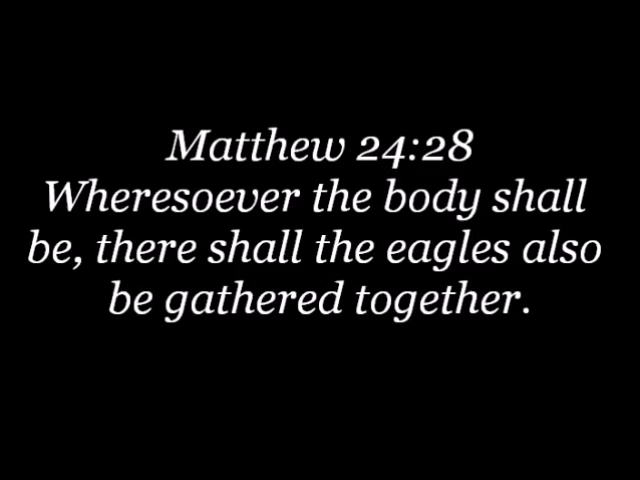 Matthew 24:28
Wheresoever the body shall
be, there shall the eagles also
be gathered together.